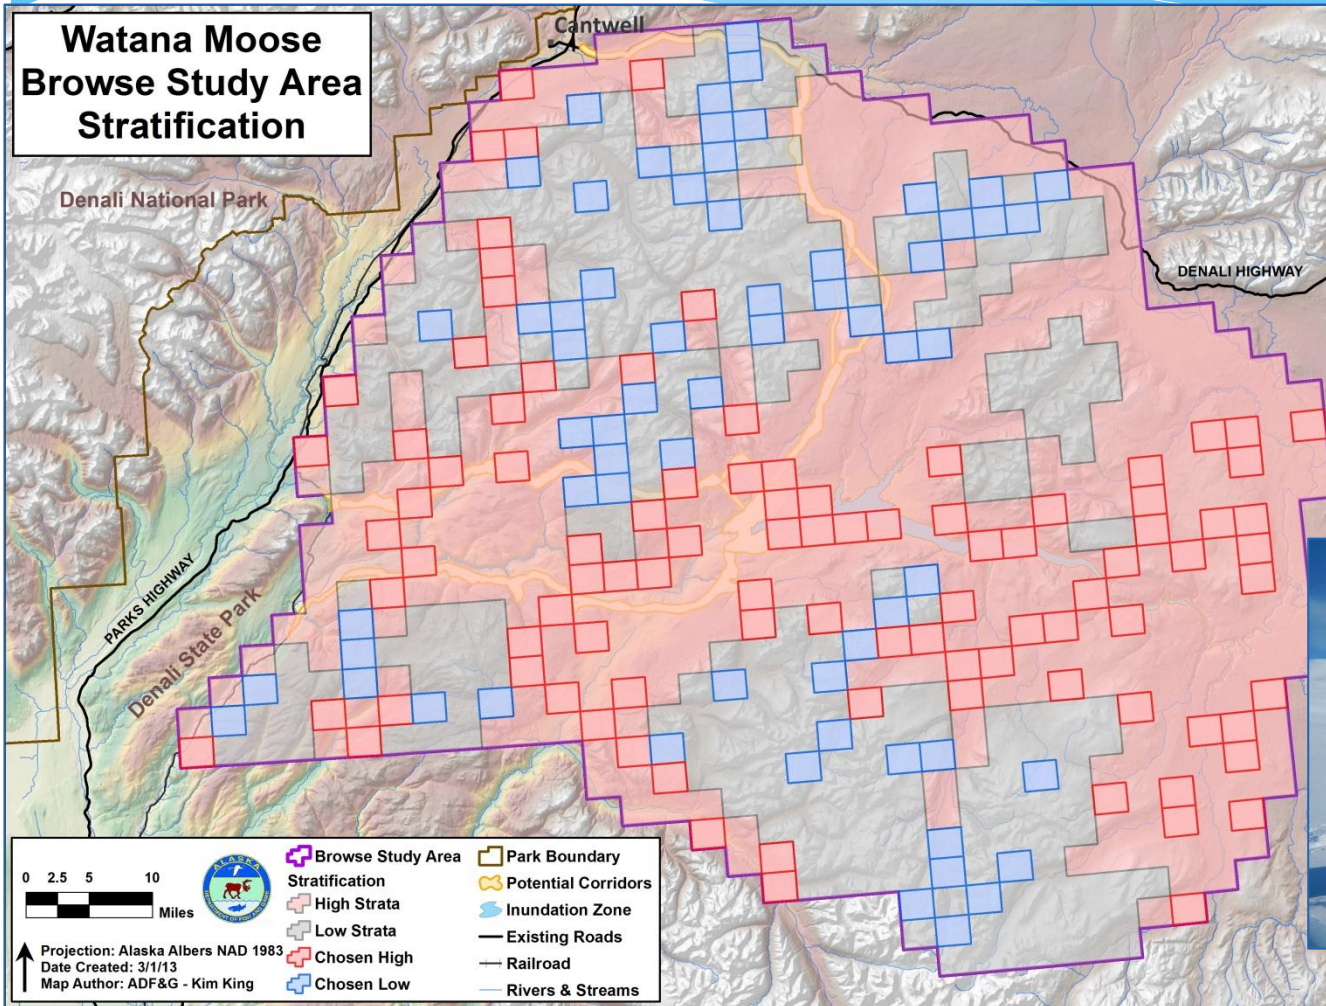 Watana Moose
Browse Study Area
Stratification
Cantwell
Denali National Park
DENALI HIGHWAY
PARKS HIGHWAY
Denali State Park
0 2.5 5 10
Miles
ALASKA
Projection: Alaska Albers NAD 1983
Date Created: 3/1/13
Map Author: ADF&G - Kim King
Browse Study Area
Stratification
High Strata
Low Strata
Chosen High
Chosen Low
Park Boundary
Potential Corridors
Inundation Zone
Existing Roads
Railroad
Rivers & Streams